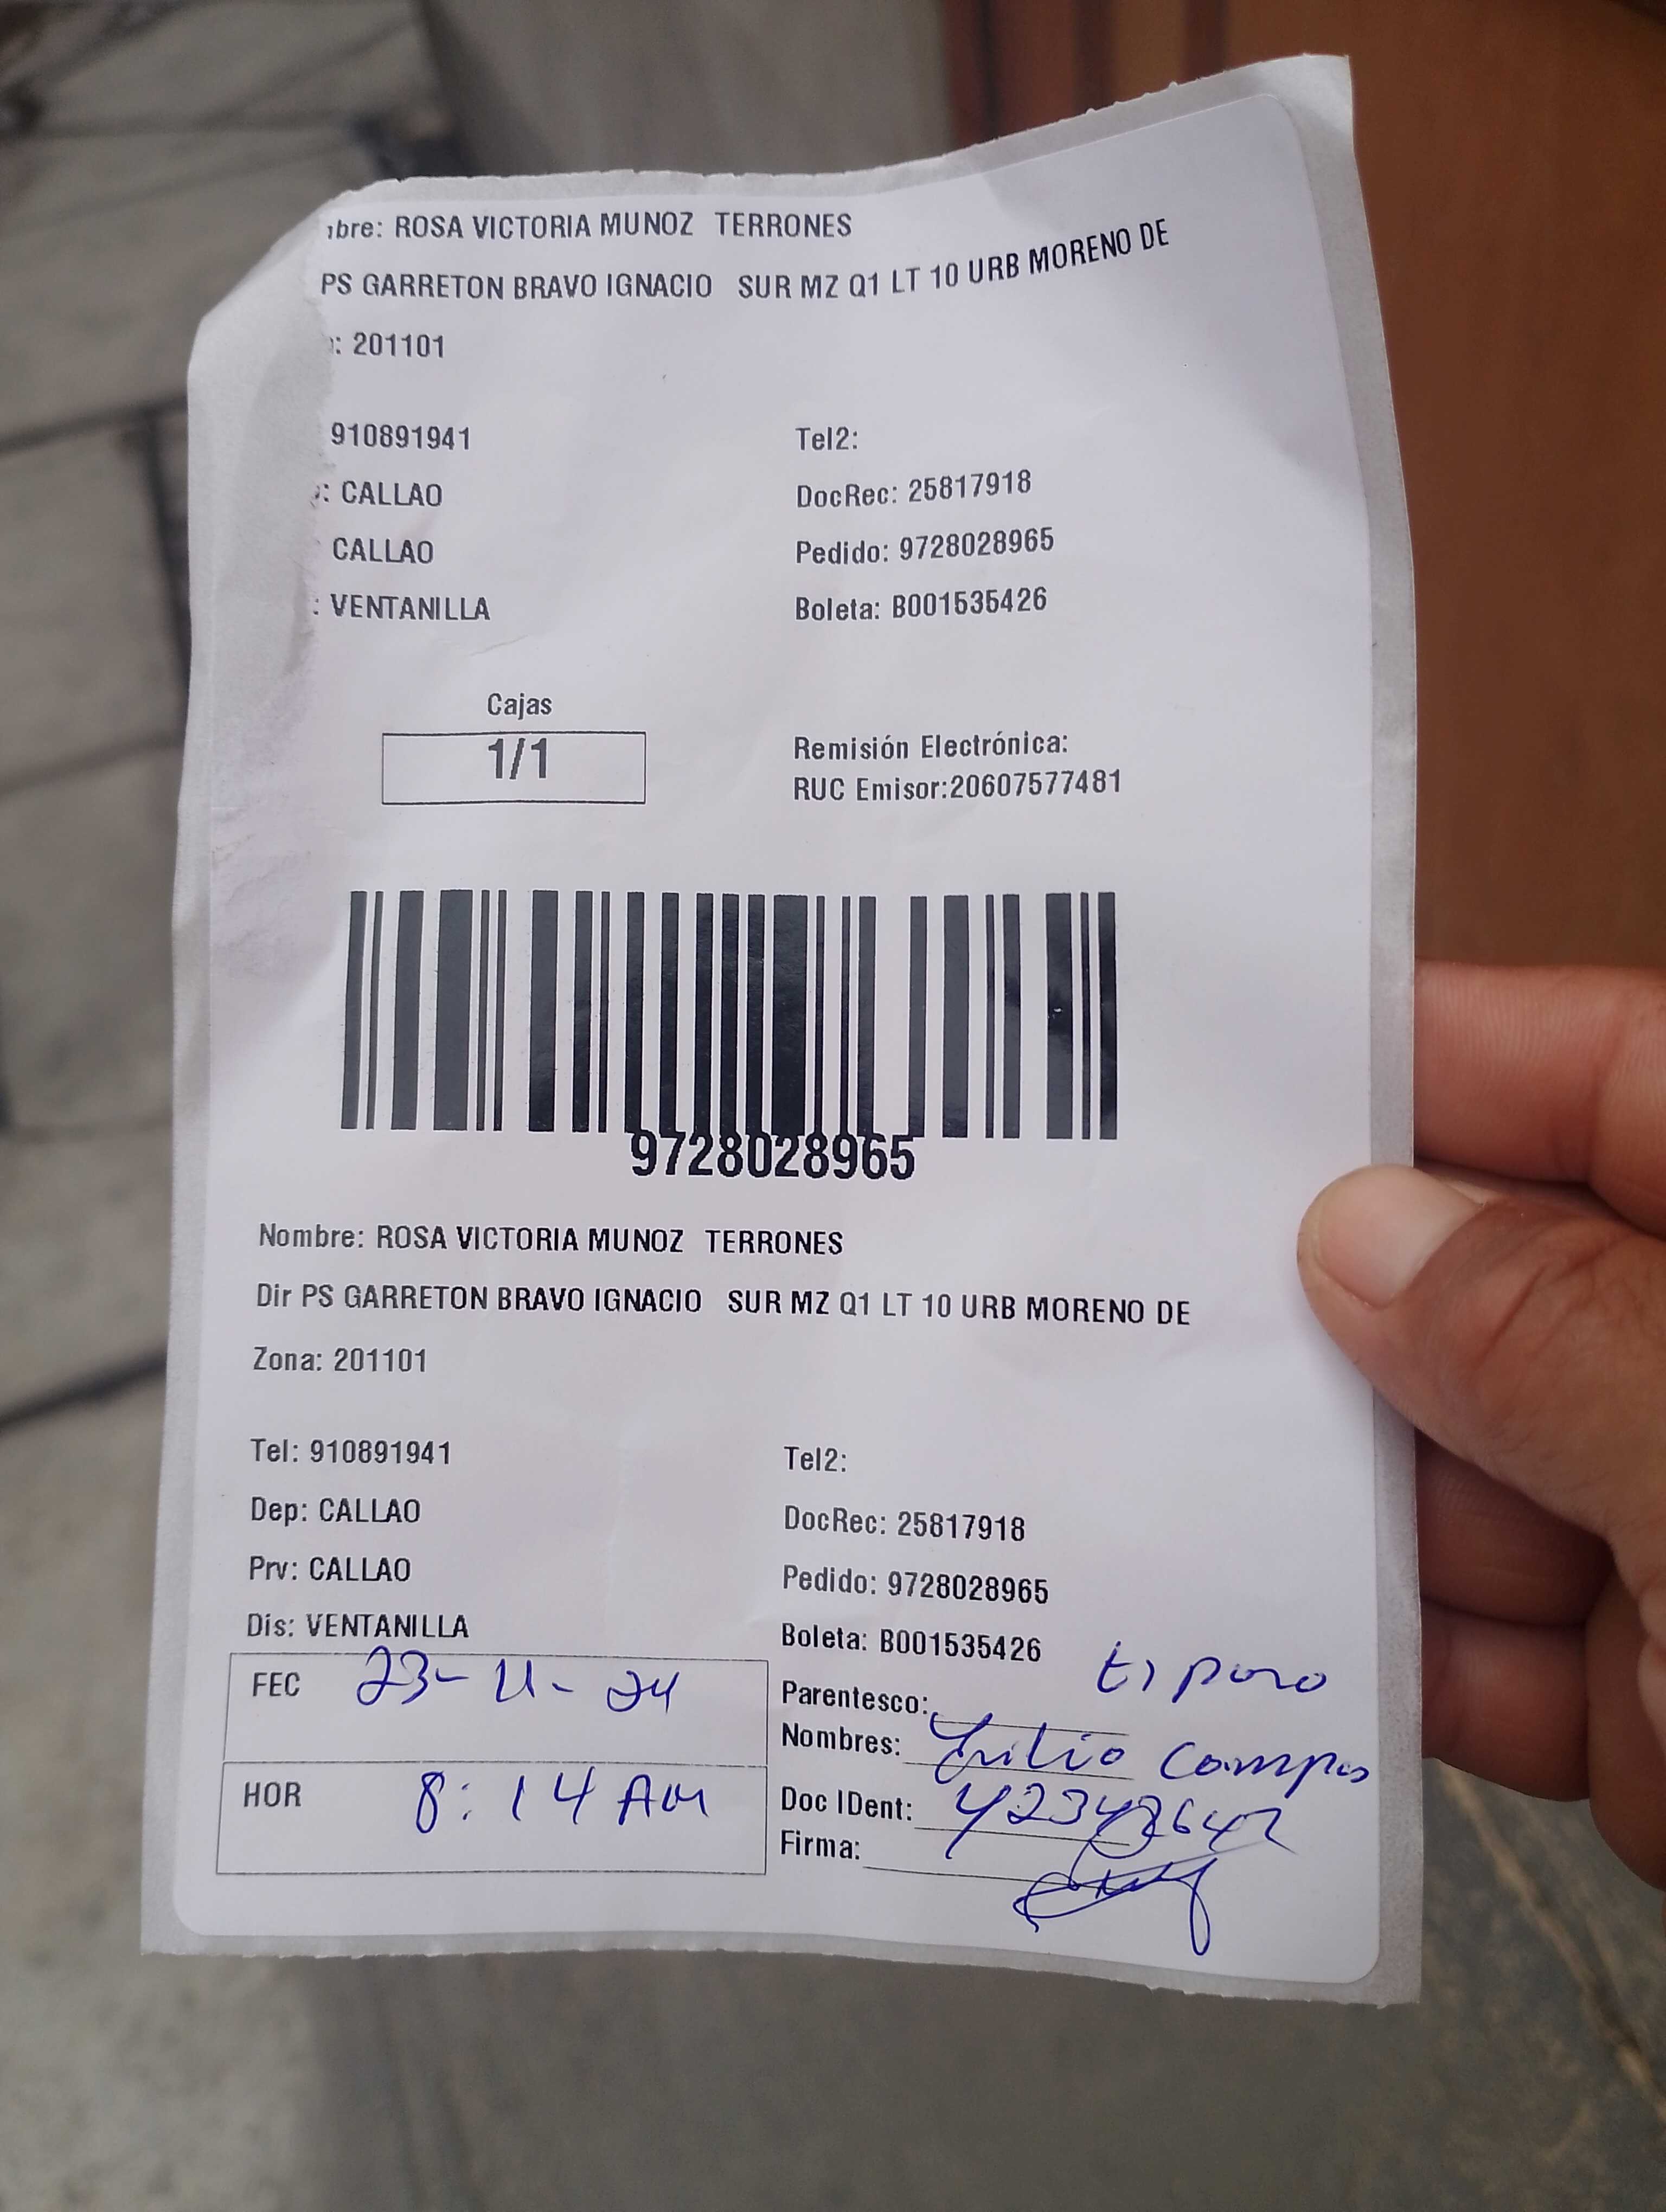 bre: ROSA VICTORIA MUNOZ TERRONES
PS GARRETON BRAVO IGNACIO SUR MZ Q1 LT 10 URB MORENO DE
: 201101
910891941
Tel2:
: CALLAO
DocRec: 25817918
CALLAO
Pedido: 9728028965
: VENTANILLA
Boleta: B001535426
Cajas
1/1
Remisión Electrónica:
RUC Emisor:20607577481
9728028965
Nombre: ROSA VICTORIA MUNOZ TERRONES
Dir PS GARRETON BRAVO IGNACIO SUR MZ Q1 LT 10 URB MORENO DE
Zona: 201101
Tel: 910891941
Tel2:
Dep: CALLAO
DocRec: 25817918
Prv: CALLAO
Pedido: 9728028965
Dis: VENTANILLA
Boleta: B001535426
FEC 23-11-24
Parentesco:
Nombres: Julio Campos
HOR 8:14 AM
Doc IDent:
Firma: